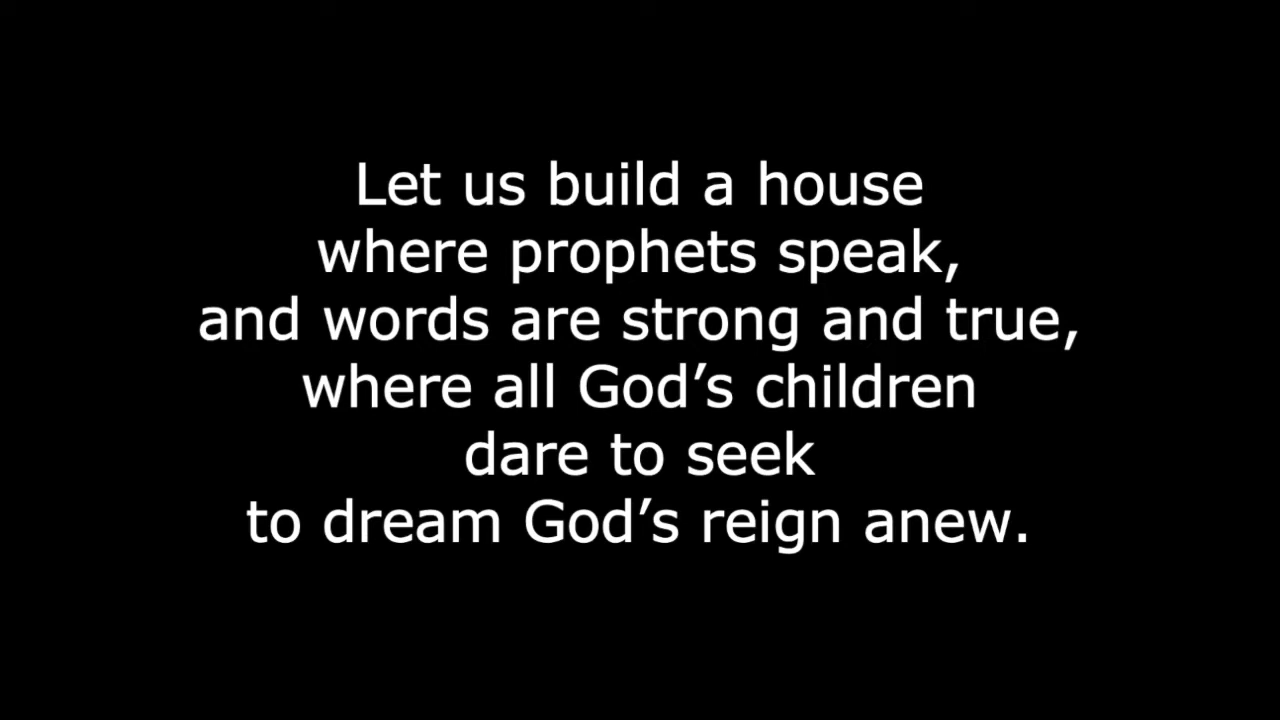 Let us build a house
where prophets speak,
and words are strong and true,
where all God’s children
dare to seek
to dream God’s reign anew.